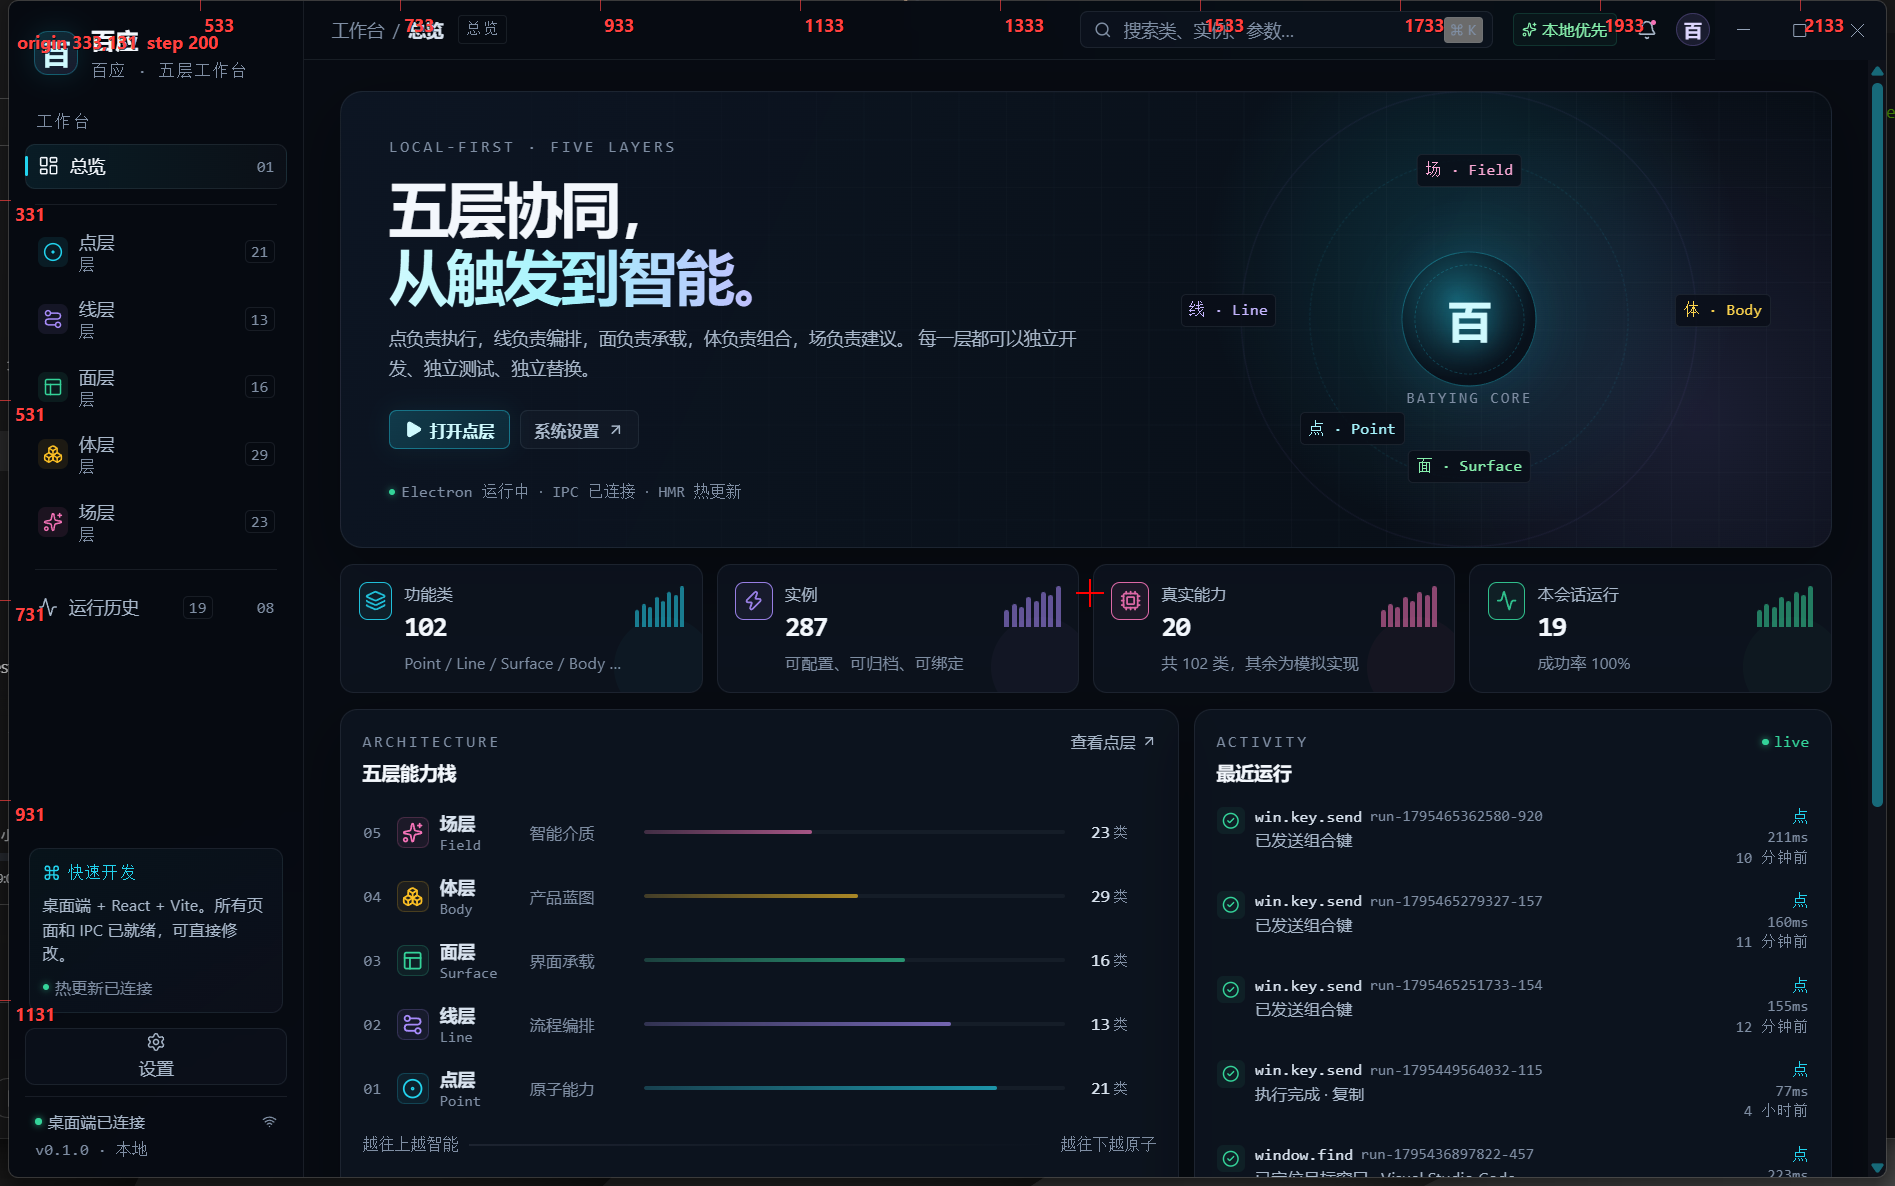 origin 333,131 step 200
533
733
933
1133
1333
1533
1733
1933
2133
331
531
731
931
1131
百
百应
百应 · 五层工作台
工作台 / 总览
总览
搜索类、实例、参数...
⌘ K
本地优先
百
工作台
总览
01
点层
层
21
线层
层
13
面层
层
16
体层
层
29
场层
层
23
运行历史
19
08
快速开发
桌面端 + React + Vite。所有页
面和 IPC 已就绪，可直接修
改。
热更新已连接
设置
桌面端已连接
v0.1.0 · 本地
LOCAL-FIRST · FIVE LAYERS
五层协同，
从触发到智能。
点负责执行，线负责编排，面负责承载，体负责组合，场负责建议。 每一层都可以独立开
发、独立测试、独立替换。
打开点层
系统设置
Electron 运行中 · IPC 已连接 · HMR 热更新
场 · Field
线 · Line
体 · Body
百
BAIYING CORE
点 · Point
面 · Surface
功能类
102
Point / Line / Surface / Body ...
实例
287
可配置、可归档、可绑定
真实能力
20
共 102 类，其余为模拟实现
本会话运行
19
成功率 100%
ARCHITECTURE
查看点层
五层能力栈
05
场层
Field
智能介质
23 类
04
体层
Body
产品蓝图
29 类
03
面层
Surface
界面承载
16 类
02
线层
Line
流程编排
13 类
01
点层
Point
原子能力
21 类
越往上越智能
越往下越原子
ACTIVITY
live
最近运行
win.key.send run-1795465362580-920
已发送组合键
点
211ms
10 分钟前
win.key.send run-1795465279327-157
已发送组合键
点
160ms
11 分钟前
win.key.send run-1795465251733-154
已发送组合键
点
155ms
12 分钟前
win.key.send run-1795449564032-115
执行完成 · 复制
点
77ms
4 小时前
window.find run-1795436897822-457
已定位目标窗口 · Visual Studio Code
点
223ms